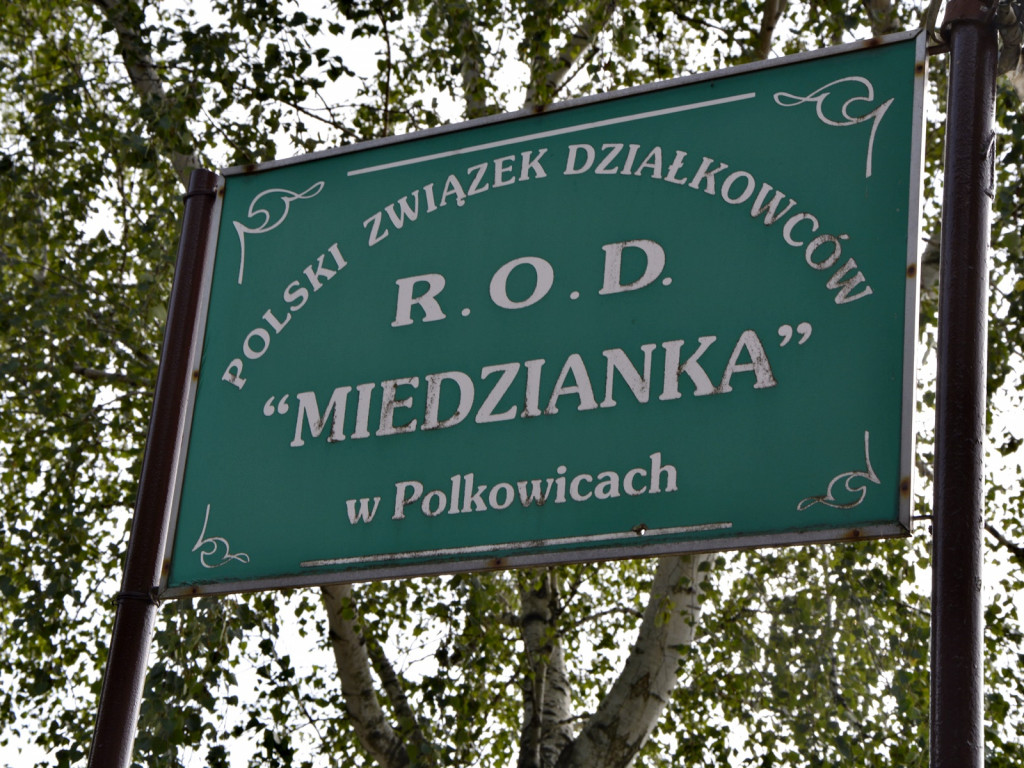 POLSKI ZWIĄZEK DZIAŁKOWCÓW
R.O.D.
“MIEDZIANKA”
w Polkowicach